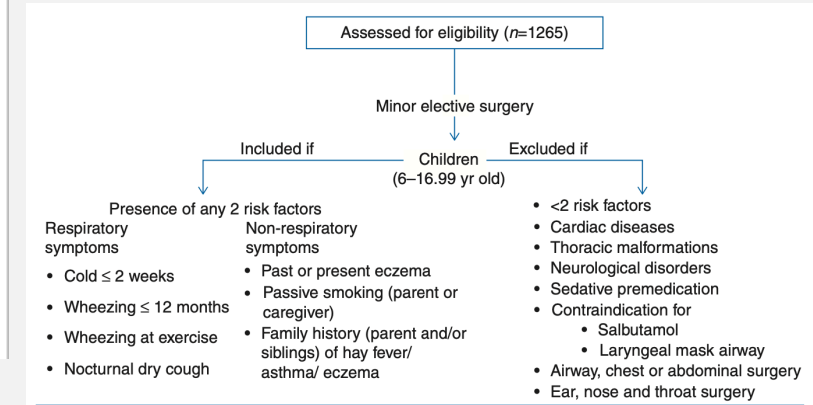 Assessed for eligibility (n=1265)
Minor elective surgery
Included if
Excluded if
Children
(6–16.99 yr old)
Presence of any 2 risk factors
Respiratory
symptoms
• Cold ≤ 2 weeks
• Wheezing ≤ 12 months
• Wheezing at exercise
• Nocturnal dry cough
Non-respiratory
symptoms
• Past or present eczema
• Passive smoking (parent or
caregiver)
• Family history (parent and/or
siblings) of hay fever/
asthma/ eczema
• <2 risk factors
• Cardiac diseases
• Thoracic malformations
• Neurological disorders
• Sedative premedication
• Contraindication for
• Salbutamol
• Laryngeal mask airway
• Airway, chest or abdominal surgery
• Ear, nose and throat surgery